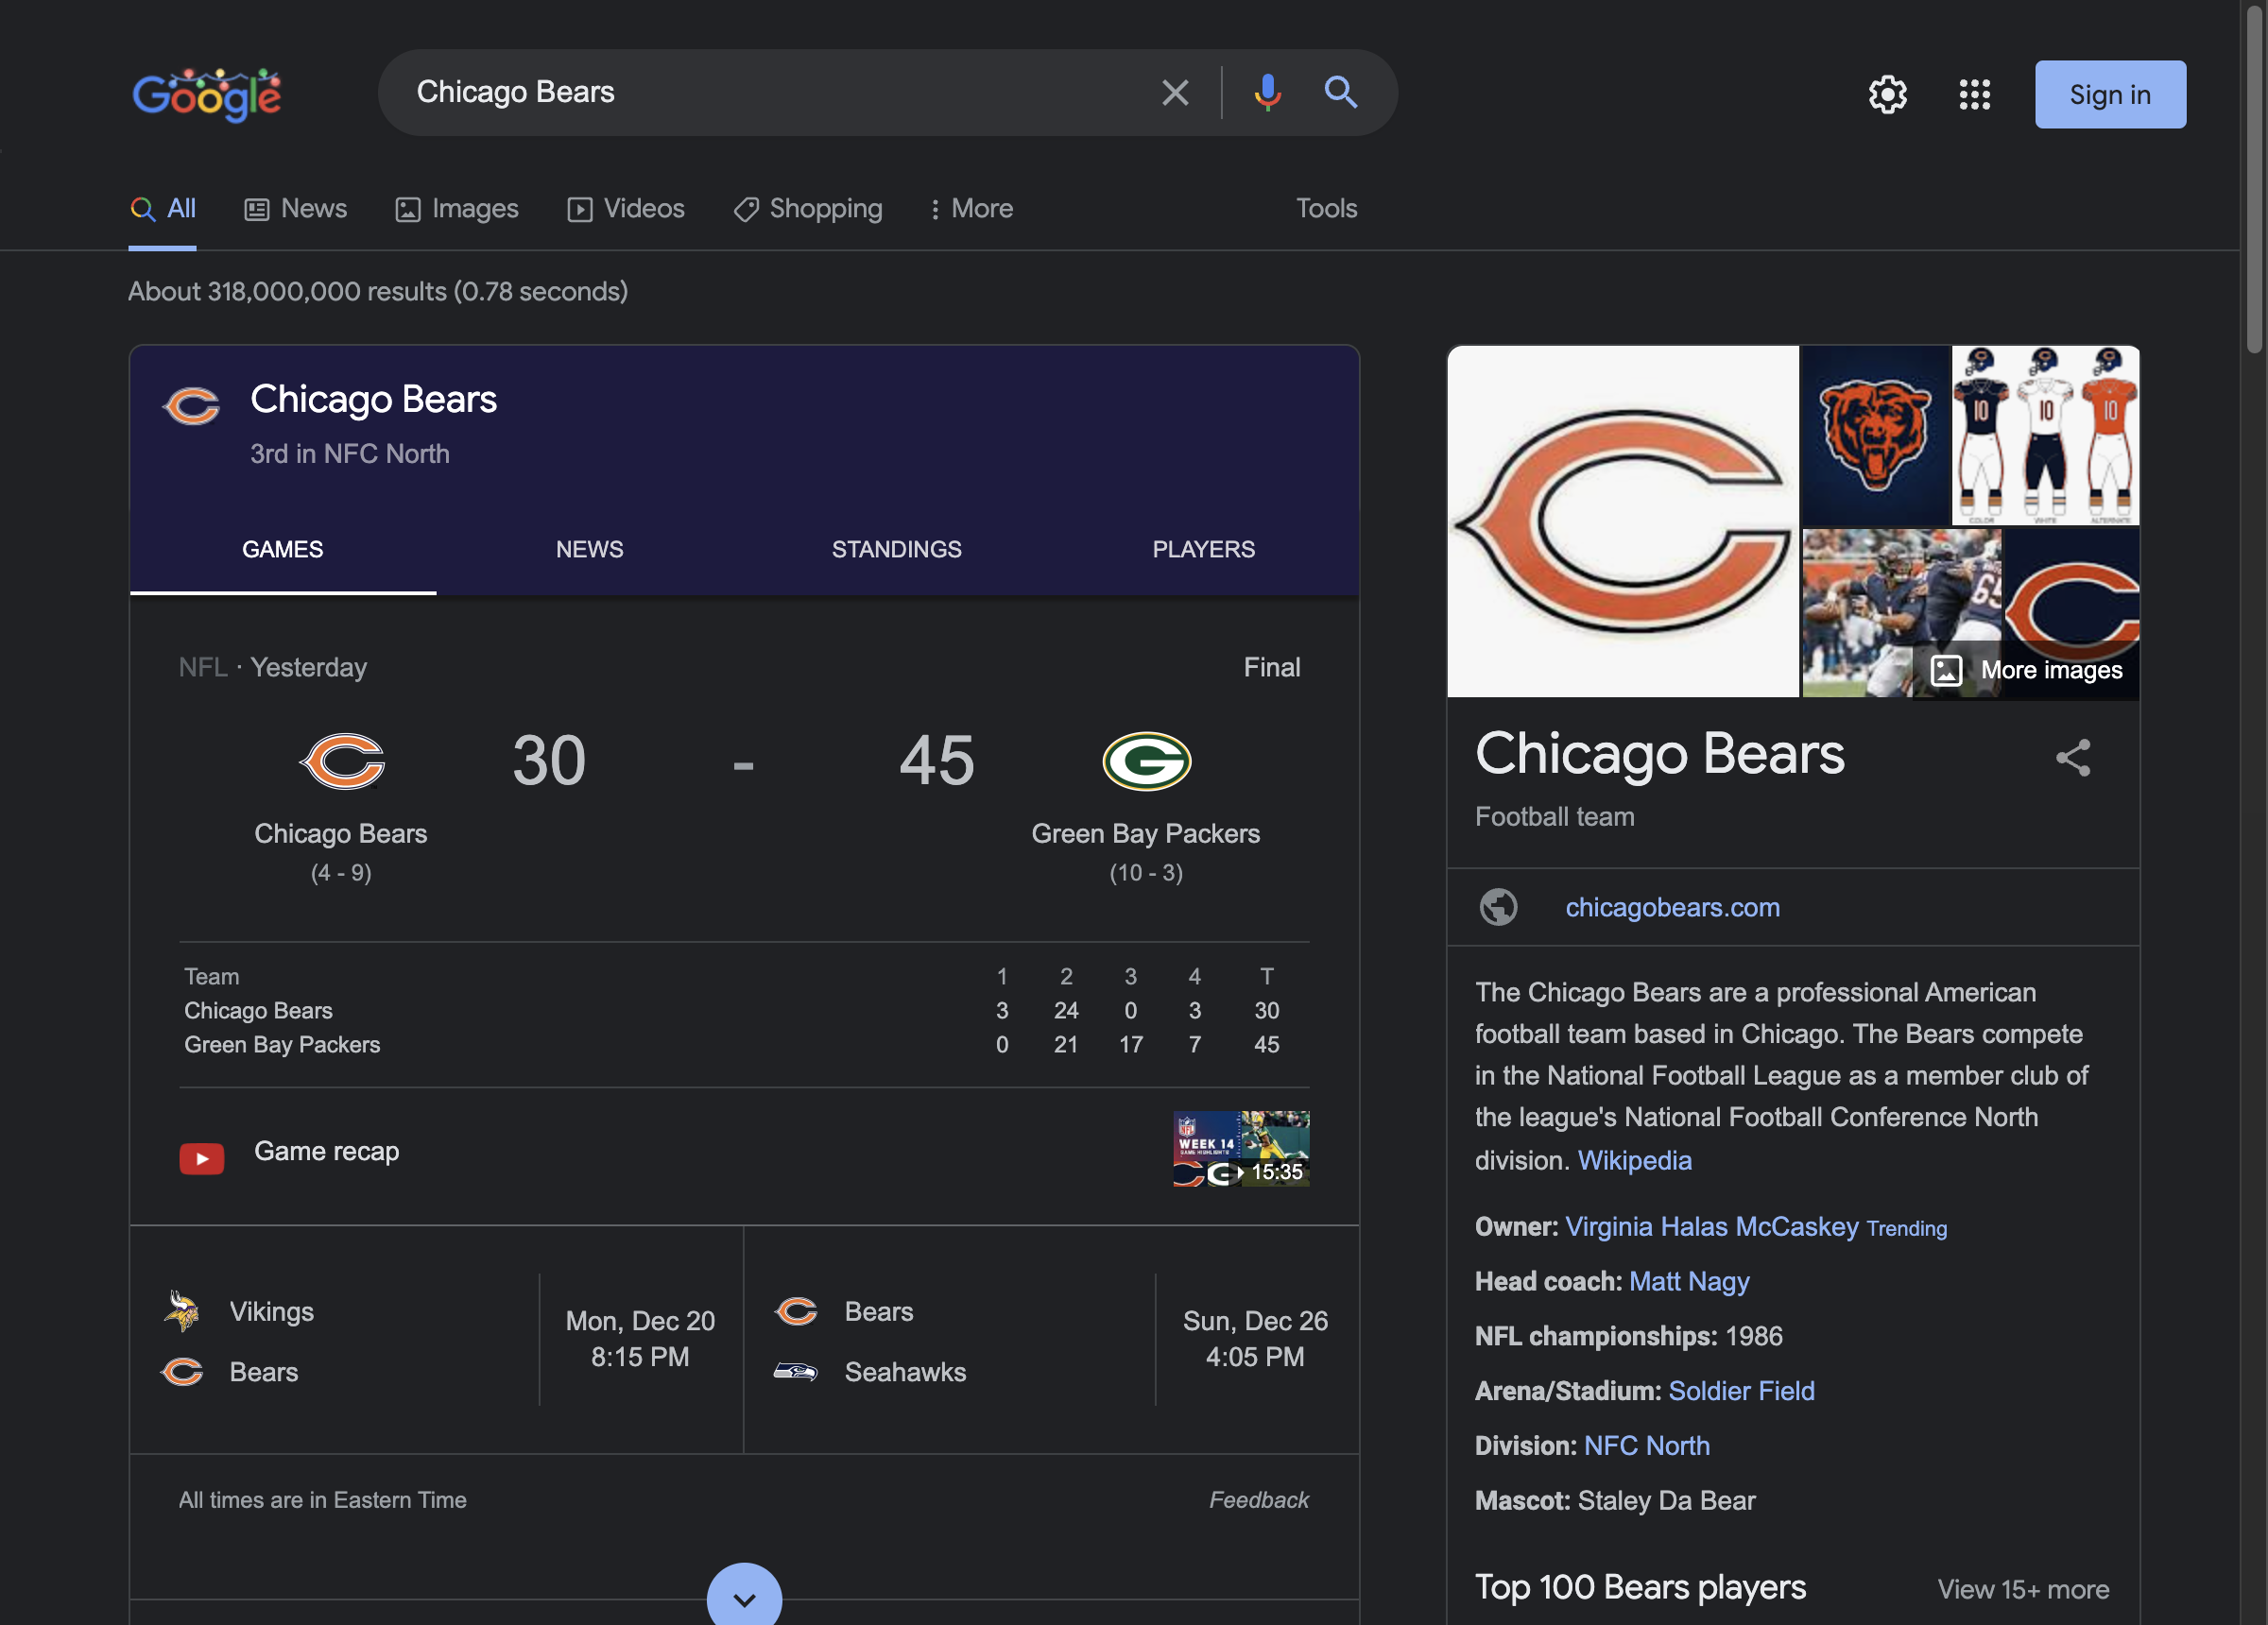 Google
Chicago Bears
Sign in
All
News
Images
Videos
Shopping
More
Tools
About 318,000,000 results (0.78 seconds)
Chicago Bears
3rd in NFC North
GAMES
NEWS
STANDINGS
PLAYERS
NFL · Yesterday
Final
30 - 45
Chicago Bears
(4 - 9)
Green Bay Packers
(10 - 3)
Team 1 2 3 4 T
Chicago Bears 3 24 0 3 30
Green Bay Packers 0 21 17 7 45
Game recap
NFL
WEEK 14
15:35
Vikings
Bears
Mon, Dec 20
8:15 PM
Bears
Seahawks
Sun, Dec 26
4:05 PM
All times are in Eastern Time
Feedback
10 10 10
COLOR WHITE ALTERNATE
65
More images
Chicago Bears
Football team
chicagobears.com
The Chicago Bears are a professional American
football team based in Chicago. The Bears compete
in the National Football League as a member club of
the league's National Football Conference North
division. Wikipedia
Owner: Virginia Halas McCaskey Trending
Head coach: Matt Nagy
NFL championships: 1986
Arena/Stadium: Soldier Field
Division: NFC North
Mascot: Staley Da Bear
Top 100 Bears players
View 15+ more